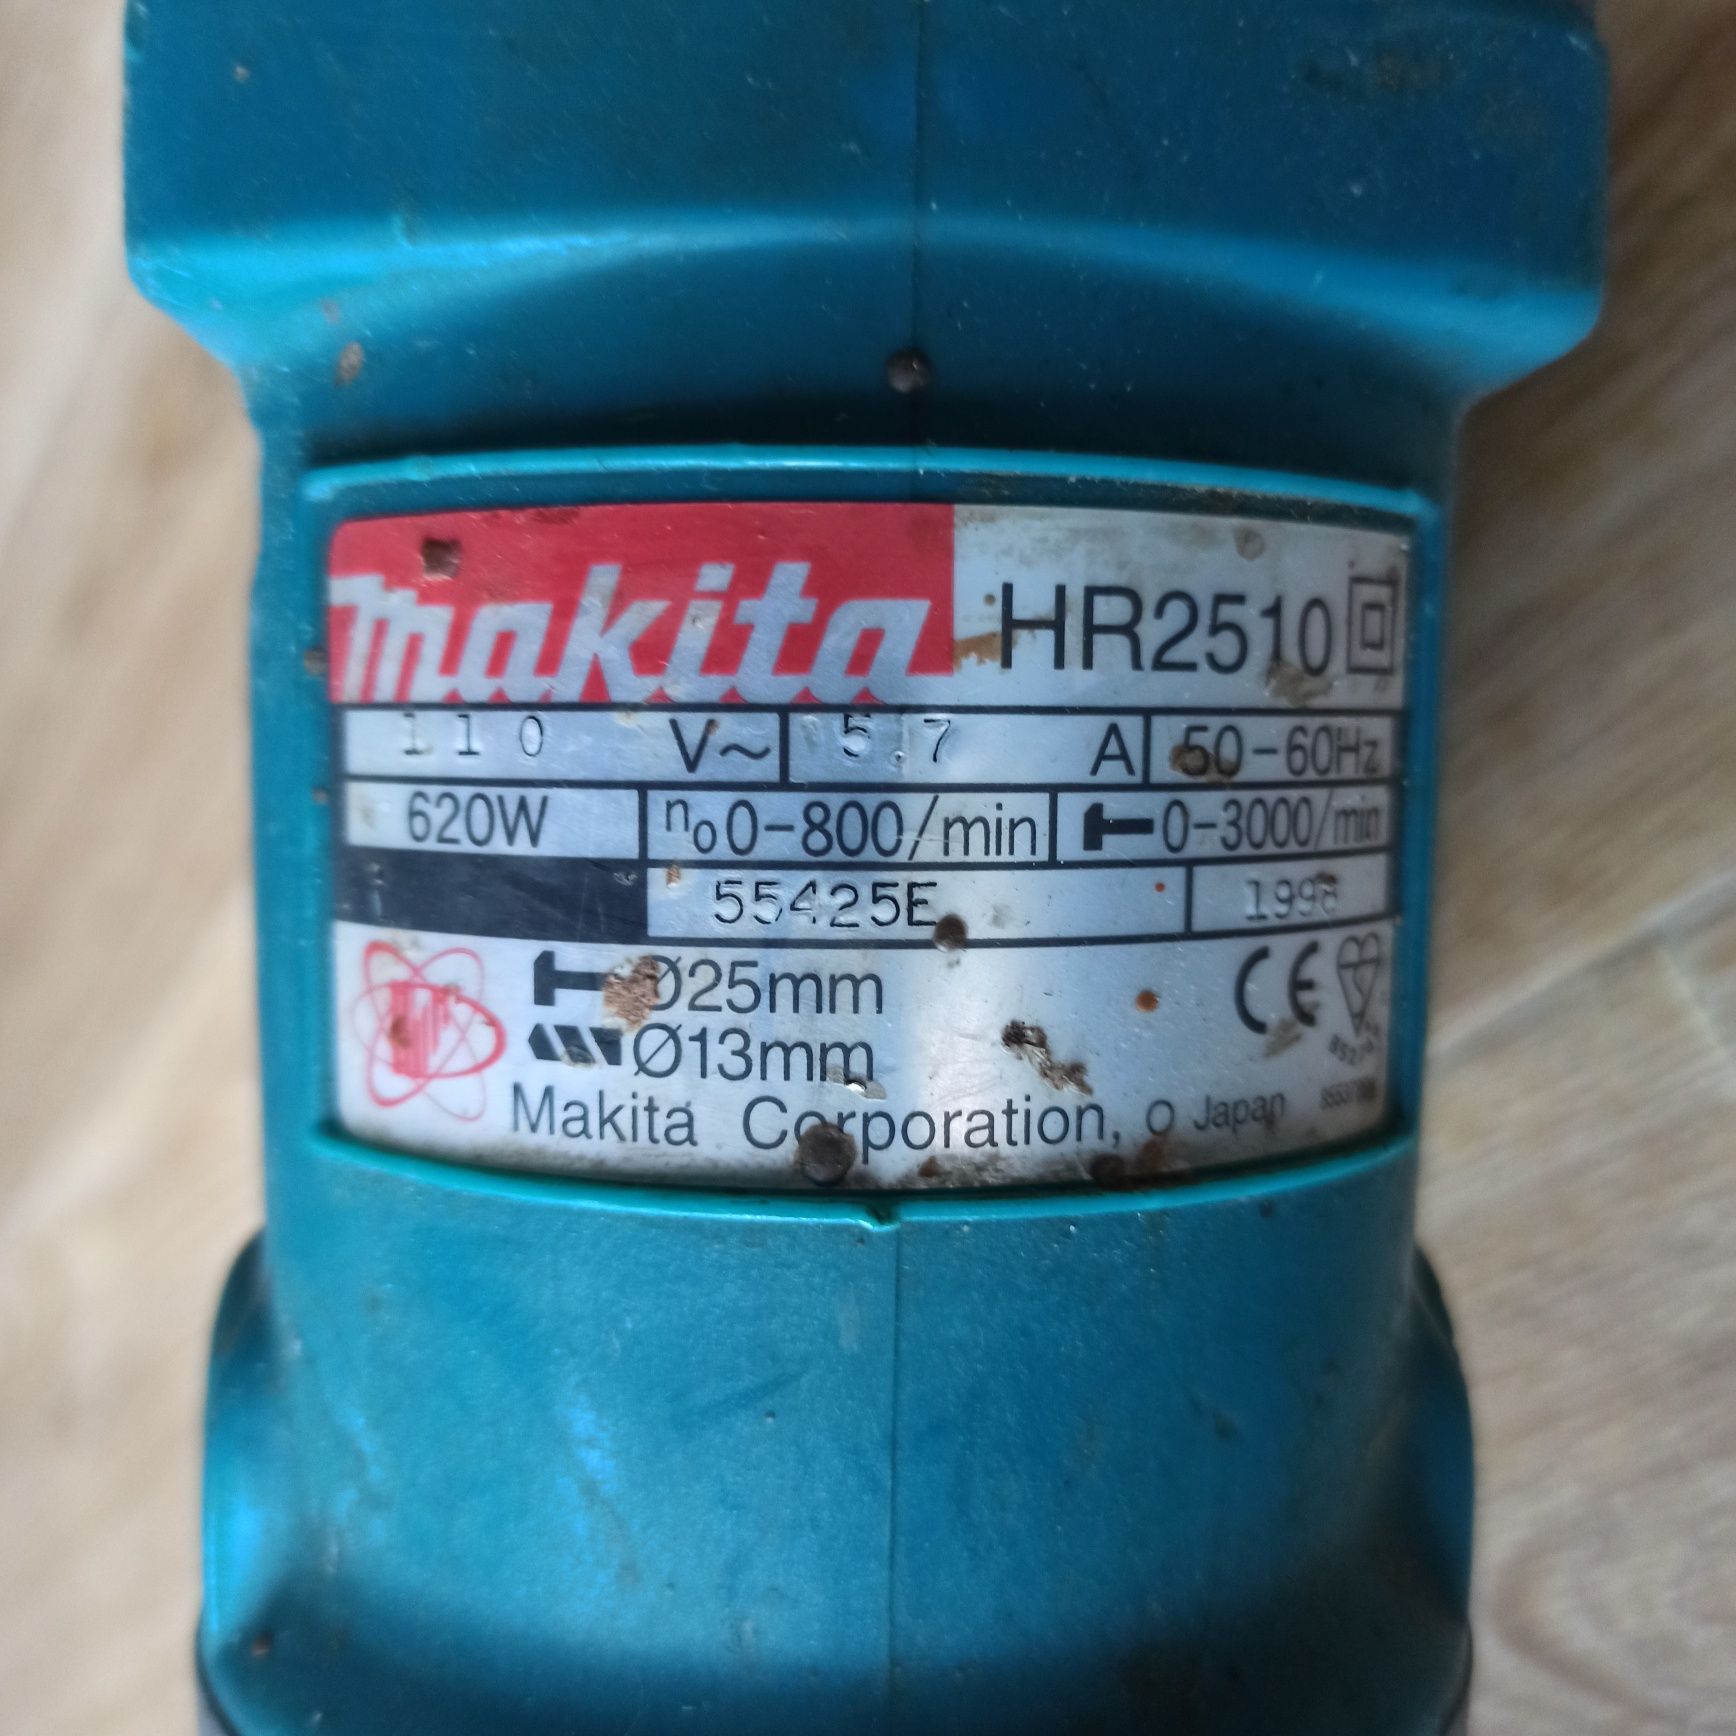 makita HR2510
110 V~ 5.7 A 50-60Hz
620W n₀0-800/min 0-3000/min
55425E 1998
Ø25mm CE
Ø13mm
Makita Corporation, Japan